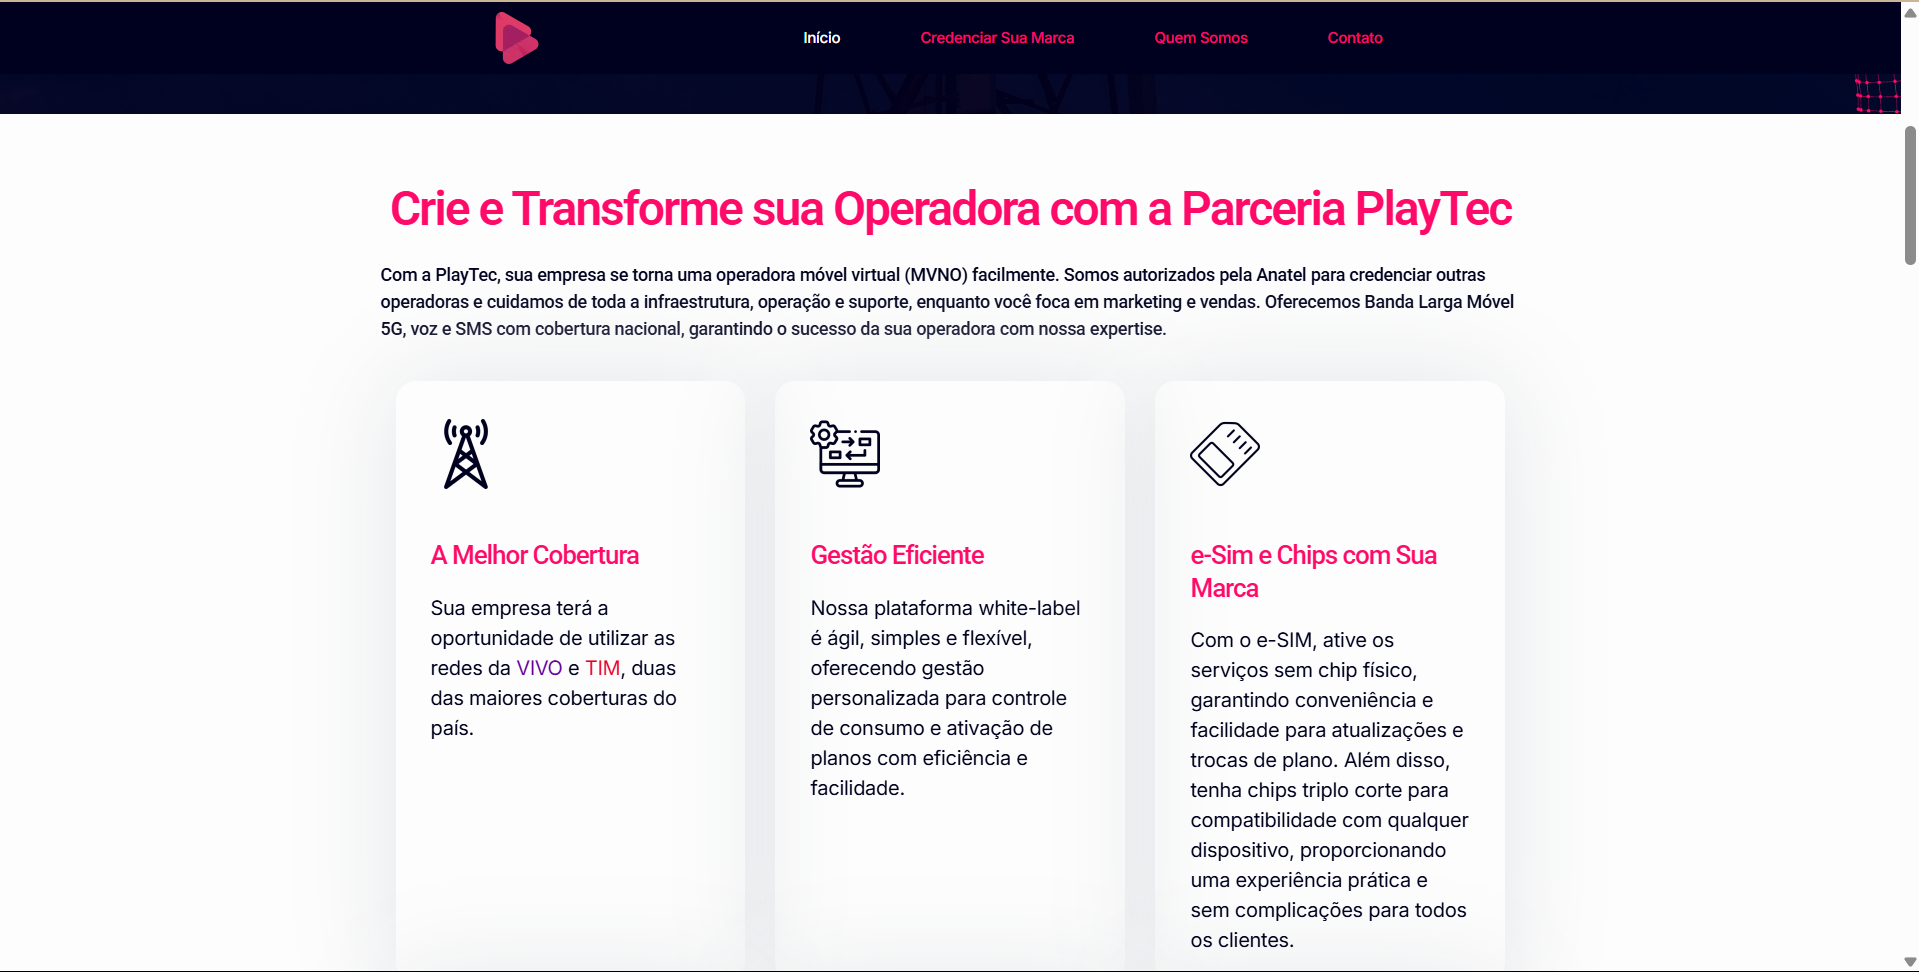 Início
Credenciar Sua Marca
Quem Somos
Contato
Crie e Transforme sua Operadora com a Parceria PlayTec
Com a PlayTec, sua empresa se torna uma operadora móvel virtual (MVNO) facilmente. Somos autorizados pela Anatel para credenciar outras
operadoras e cuidamos de toda a infraestrutura, operação e suporte, enquanto você foca em marketing e vendas. Oferecemos Banda Larga Móvel
5G, voz e SMS com cobertura nacional, garantindo o sucesso da sua operadora com nossa expertise.
A Melhor Cobertura
Sua empresa terá a
oportunidade de utilizar as
redes da VIVO e TIM, duas
das maiores coberturas do
país.
Gestão Eficiente
Nossa plataforma white-label
é ágil, simples e flexível,
oferecendo gestão
personalizada para controle
de consumo e ativação de
planos com eficiência e
facilidade.
e-Sim e Chips com Sua
Marca
Com o e-SIM, ative os
serviços sem chip físico,
garantindo conveniência e
facilidade para atualizações e
trocas de plano. Além disso,
tenha chips triplo corte para
compatibilidade com qualquer
dispositivo, proporcionando
uma experiência prática e
sem complicações para todos
os clientes.